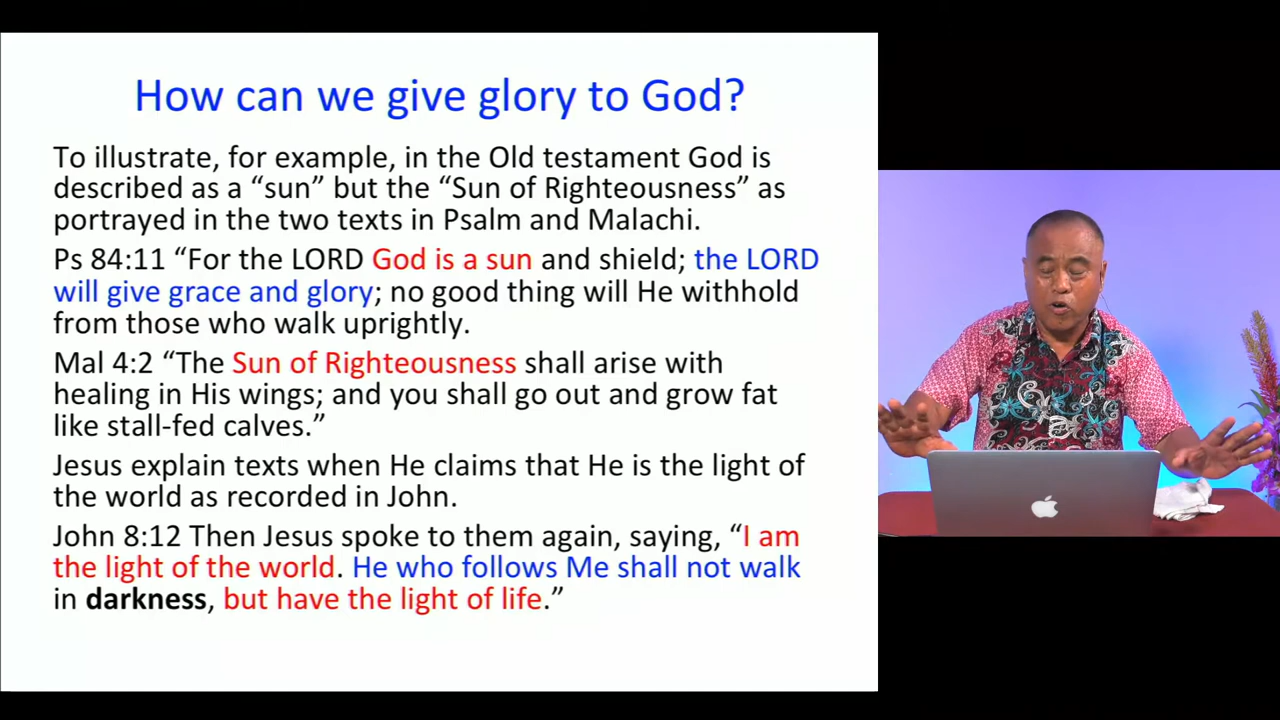 How can we give glory to God?
To illustrate, for example, in the Old testament God is
described as a “sun” but the “Sun of Righteousness” as
portrayed in the two texts in Psalm and Malachi.
Ps 84:11 “For the LORD God is a sun and shield; the LORD
will give grace and glory; no good thing will He withhold
from those who walk uprightly.
Mal 4:2 “The Sun of Righteousness shall arise with
healing in His wings; and you shall go out and grow fat
like stall-fed calves.”
Jesus explain texts when He claims that He is the light of
the world as recorded in John.
John 8:12 Then Jesus spoke to them again, saying, “I am
the light of the world. He who follows Me shall not walk
in darkness, but have the light of life.”